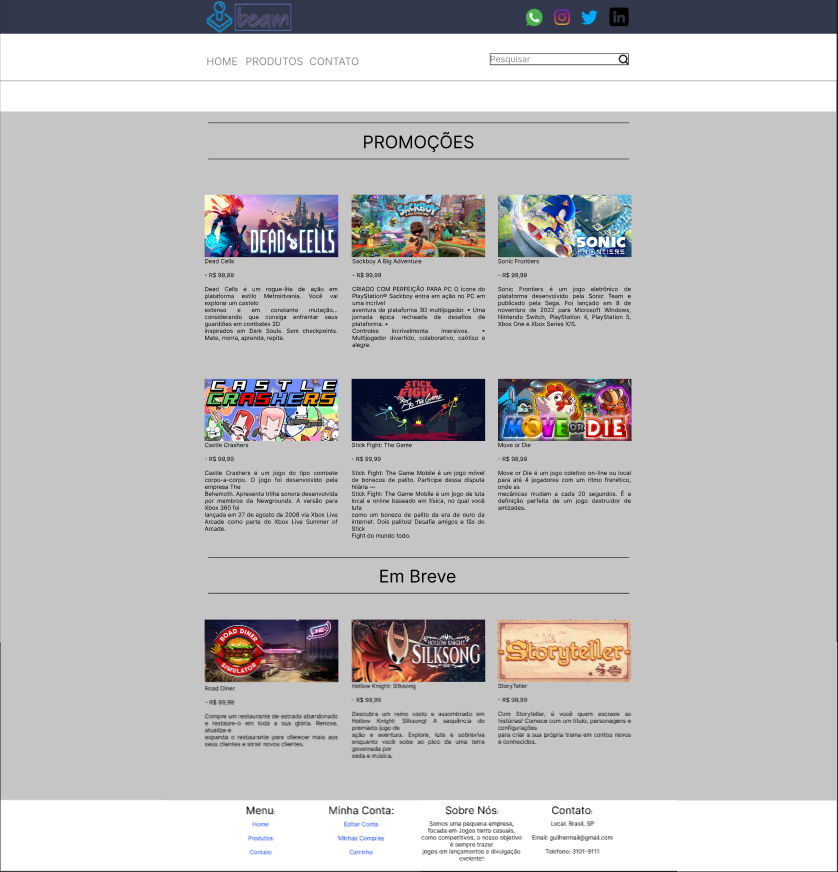 beam
in
HOME PRODUTOS CONTATO
Pesquisar
PROMOÇÕES
DEAD CELLS
SACKBOY
SONIC
FRONTIERS
Dead Cells
- R$ 99,99
Dead Cells é um rogue-lite de ação em
plataforma estilo Metroidvania. Você vai
explorar um castelo
extenso e em constante mutação...
considerando que consiga enfrentar seus
guardiões em combates 2D
inspirados em Dark Souls. Sem checkpoints.
Mate, morra, aprenda, repita.
Sackboy A Big Adventure
- R$ 99,99
CRIADO COM PERFEIÇÃO PARA PC O ícone do
PlayStation® Sackboy entra em ação no PC em
uma incrível
aventura de plataforma 3D multijogador. • Uma
jornada épica recheada de desafios de
plataforma. •
Controles incrivelmente imersivos. •
Multijogador divertido, colaborativo, caótico e
alegre.
Sonic Frontiers
- R$ 99,99
Sonic Frontiers é um jogo eletrônico de
plataforma desenvolvido pela Sonic Team e
publicado pela Sega. Foi lançado em 8 de
novembro de 2022 para Microsoft Windows,
Nintendo Switch, PlayStation 4, PlayStation 5,
Xbox One e Xbox Series X/S.
CASTLE
CRASHERS
STICK
FIGHT
THE GAME
MOVE OR DIE
Castle Crashers
- R$ 99,99
Castle Crashers é um jogo do tipo combate
corpo-a-corpo. O jogo foi desenvolvido pela
empresa The
Behemoth. Apresenta trilha sonora desenvolvida
por membros da Newgrounds. A versão para
Xbox 360 foi
lançada em 27 de agosto de 2008 via Xbox Live
Arcade como parte do Xbox Live Summer of
Arcade.
Stick Fight: The Game
- R$ 99,99
Stick Fight: The Game Mobile é um jogo móvel
de bonecos de palito. Participe dessa disputa
hilária —
Stick Fight: The Game Mobile é um jogo de luta
local e online baseado em física, no qual você
luta
como um boneco de palito da era de ouro da
internet. Dois palitos! Desafie amigos e fãs do
Stick
Fight do mundo todo.
Move or Die
- R$ 99,99
Move or Die é um jogo coletivo on-line ou local
para até 4 jogadores com um ritmo frenético,
onde as
mecânicas mudam a cada 20 segundos. É a
definição perfeita de um jogo destruidor de
amizades.
Em Breve
ROAD DINER
SIMULATOR
DINER
HOLLOW KNIGHT
SILKSONG
Storyteller
Road Diner
- R$ 99,99
Compre um restaurante de estrada abandonado
e restaure-o em toda a sua glória. Renove,
atualize e
expanda o restaurante para oferecer mais aos
seus clientes e atrair novos clientes.
Hollow Knight: Silksong
- R$ 99,99
Descubra um reino vasto e assombrado em
Hollow Knight: Silksong! A sequência do
premiado jogo de
ação e aventura. Explore, lute e sobreviva
enquanto você sobe ao pico de uma terra
governada por
seda e música.
StoryTeller
- R$ 99,99
Com Storyteller, é você quem escreve as
histórias! Comece com um título, personagens e
configurações
para criar a sua própria trama em contos novos
e conhecidos.
Menu:
Home
Produtos
Contato
Minha Conta:
Editar Conta
Minhas Compras
Carrinho
Sobre Nós:
Somos uma pequena empresa,
focada em Jogos tanto casuais,
como competitivos, o nosso objetivo
é sempre trazer
jogos em lançamentos e divulgação
exelente!
Contato:
Local: Brasil, SP
Email: guilhermail@gmail.com
Telefone: 3101-9111